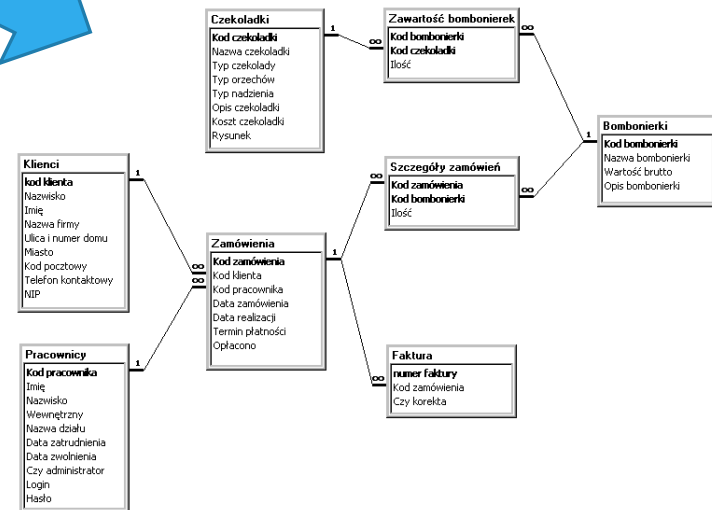 Czekoladki
Kod czekoladki
Nazwa czekoladki
Typ czekolady
Typ orzechów
Typ nadzienia
Opis czekoladki
Koszt czekoladki
Rysunek
1
∞
Zawartość bombonierek
Kod bombonierki
Kod czekoladki
Ilość
∞
1
Bombonierki
Kod bombonierki
Nazwa bombonierki
Wartość brutto
Opis bombonierki
Klienci
kod klienta
Nazwisko
Imię
Nazwa firmy
Ulica i numer domu
Miasto
Kod pocztowy
Telefon kontaktowy
NIP
1
∞
∞
Zamówienia
Kod zamówienia
Kod klienta
Kod pracownika
Data zamówienia
Data realizacji
Termin płatności
Opłacono
1
∞
Szczegóły zamówień
Kod zamówienia
Kod bombonierki
Ilość
∞
Pracownicy
Kod pracownika
Imię
Nazwisko
Wewnętrzny
Nazwa działu
Data zatrudnienia
Data zwolnienia
Czy administrator
Login
Hasło
1
∞
Faktura
numer faktury
Kod zamówienia
Czy korekta